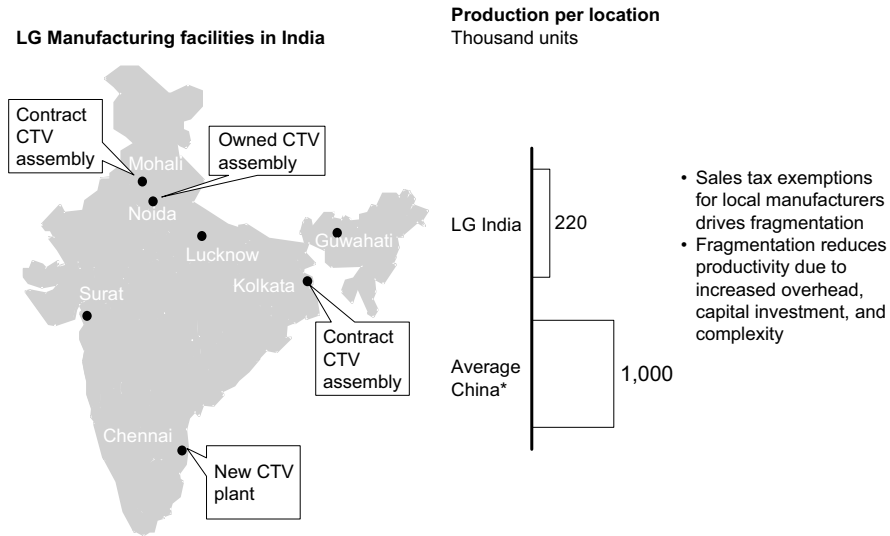 LG Manufacturing facilities in India
Contract
CTV
assembly
Owned CTV
assembly
Mohali
Noida
Lucknow
Guwahati
Surat
Kolkata
Contract
CTV
assembly
Chennai
New CTV
plant
Production per location
Thousand units
LG India
220
Average
China*
1,000
• Sales tax exemptions
for local manufacturers
drives fragmentation
• Fragmentation reduces
productivity due to
increased overhead,
capital investment, and
complexity